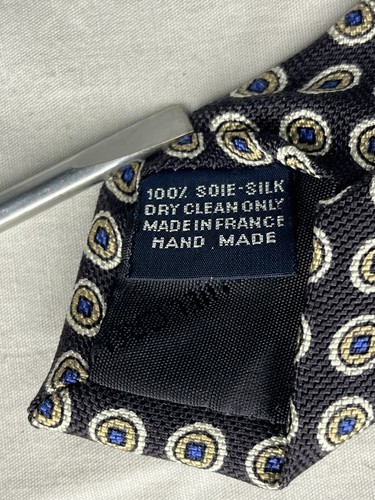 100% SOIE-SILK
DRY CLEAN ONLY
MADE IN FRANCE
HAND MADE